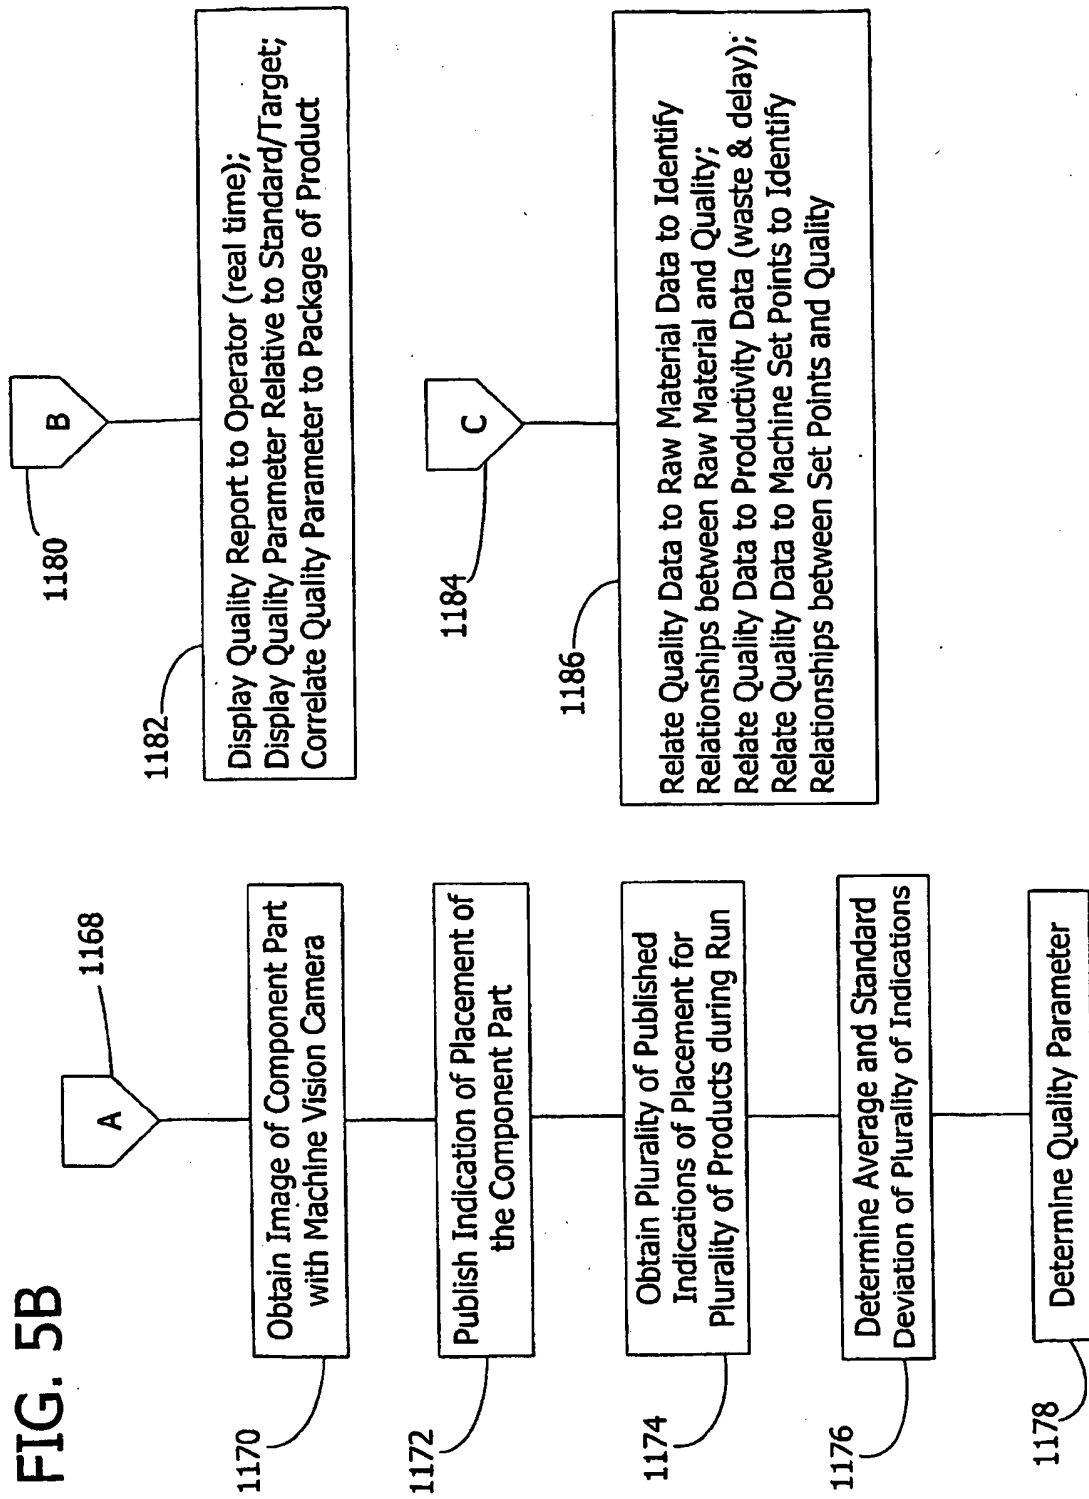 FIG. 5B
A
1168
Obtain Image of Component Part
with Machine Vision Camera
1170
Publish Indication of Placement of
the Component Part
1172
Obtain Plurality of Published
Indications of Placement for
Plurality of Products during Run
1174
Determine Average and Standard
Deviation of Plurality of Indications
1176
Determine Quality Parameter
1178
B
1180
Display Quality Report to Operator (real time);
Display Quality Parameter Relative to Standard/Target;
Correlate Quality Parameter to Package of Product
1182
C
1184
Relate Quality Data to Raw Material Data to Identify
Relationships between Raw Material and Quality;
Relate Quality Data to Productivity Data (waste & delay);
Relate Quality Data to Machine Set Points to Identify
Relationships between Set Points and Quality
1186